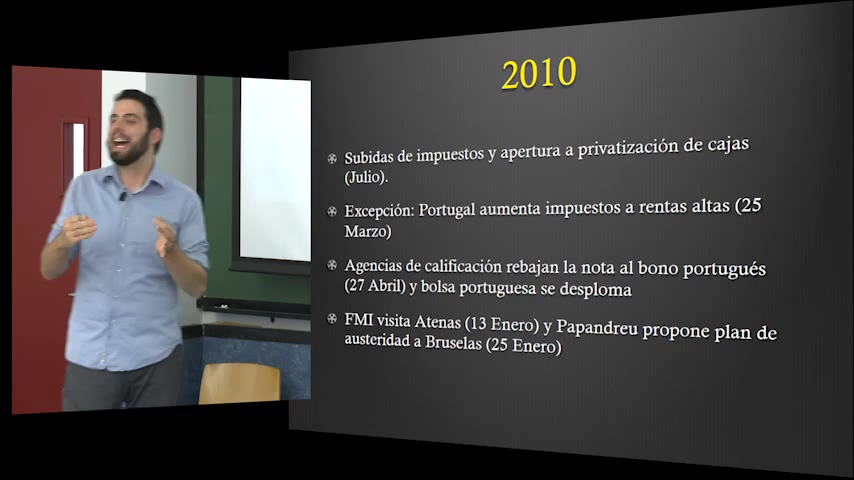 2010
Subidas de impuestos y apertura a privatización de cajas
(Julio).
Excepción: Portugal aumenta impuestos a rentas altas (25
Marzo)
Agencias de calificación rebajan la nota al bono portugués
(27 Abril) y bolsa portuguesa se desploma
FMI visita Atenas (13 Enero) y Papandreu propone plan de
austeridad a Bruselas (25 Enero)